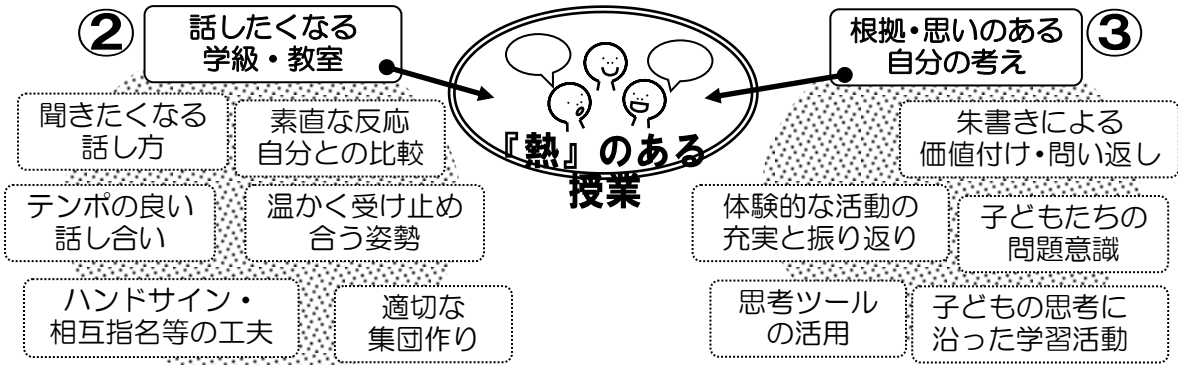 ②
話したくなる
学級・教室
『熱』のある
授業
根拠・思いのある
自分の考え
③
聞きたくなる
話し方
素直な反応
自分との比較
テンポの良い
話し合い
温かく受け止め
合う姿勢
ハンドサイン・
相互指名等の工夫
適切な
集団作り
朱書きによる
価値付け・問い返し
体験的な活動の
充実と振り返り
子どもたちの
問題意識
思考ツール
の活用
子どもの思考に
沿った学習活動